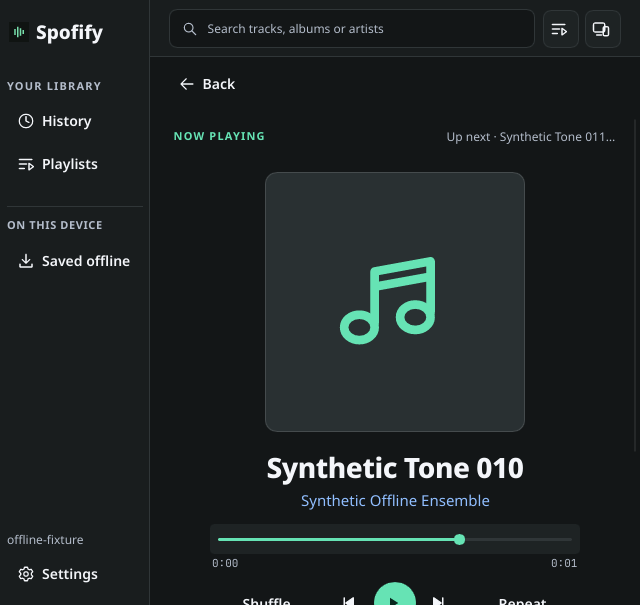 Spofify
Search tracks, albums or artists
YOUR LIBRARY
History
Playlists
ON THIS DEVICE
Saved offline
offline-fixture
Settings
Back
NOW PLAYING
Up next · Synthetic Tone 011...
Synthetic Tone 010
Synthetic Offline Ensemble
0:00
0:01
Shuffle
Repeat